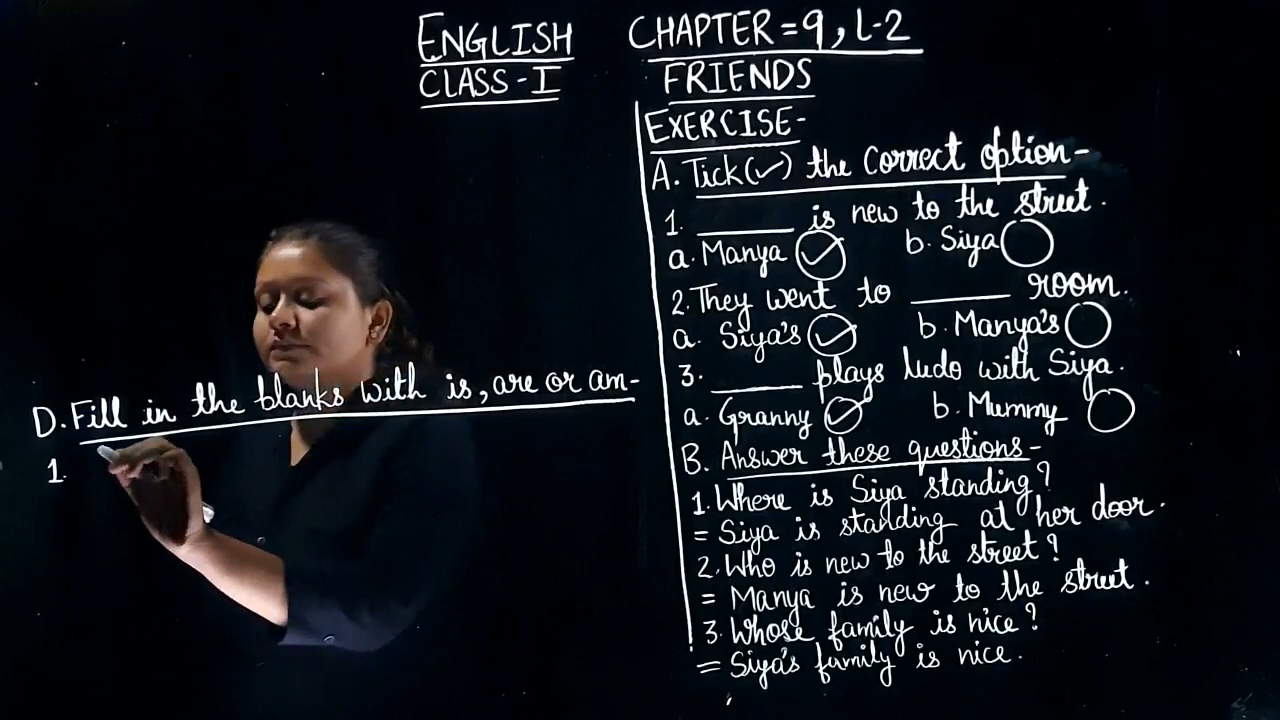 ENGLISH CHAPTER=9, L-2
CLASS-I FRIENDS
EXERCISE-
A. Tick(✓) the correct option-
1. ______ is new to the street.
a. Manya ✓ b. Siya
2. They went to ______ room.
a. Siya's ✓ b. Manya's
3. ______ plays ludo with Siya.
a. Granny ✓ b. Mummy
B. Answer these questions-
1. Where is Siya standing?
= Siya is standing at her door.
2. Who is new to the street?
= Manya is new to the street.
3. Whose family is nice?
= Siya's family is nice.
D. Fill in the blanks with is, are or am-
1.